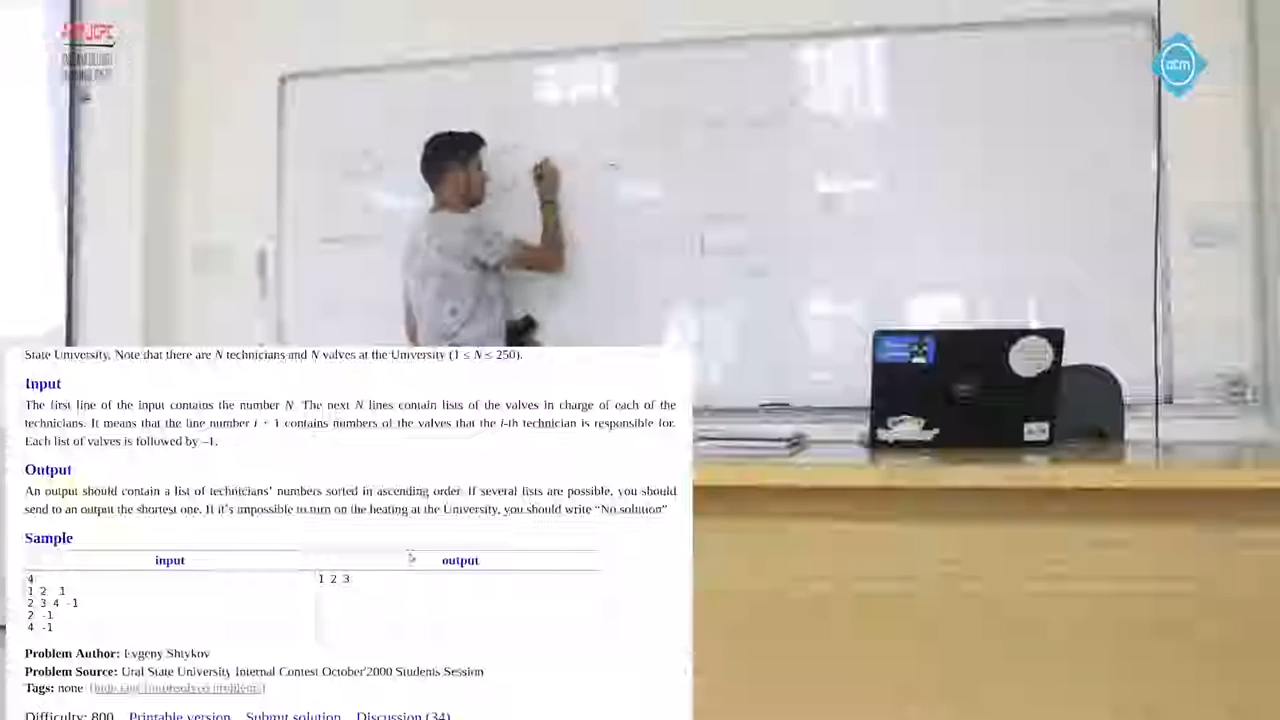 acm
State University. Note that there are N technicians and N valves at the University (1 ≤ N ≤ 250).
Input
The first line of the input contains the number N. The next N lines contain lists of the valves in charge of each of the
technicians. It means that the line number i + 1 contains numbers of the valves that the i-th technician is responsible for.
Each list of valves is followed by −1.
Output
An output should contain a list of technicians' numbers sorted in ascending order. If several lists are possible, you should
send to an output the shortest one. If it's impossible to turn on the heating at the University, you should write “No solution”
Sample
input output
4 1 2 3
1 2 1
2 3 4 -1
2 -1
4 -1
Problem Author: Evgeny Shtykov
Problem Source: Ural State University Internal Contest October'2000 Students Session
Tags: none
Difficulty: 800 Printable version Submit solution Discussion (34)